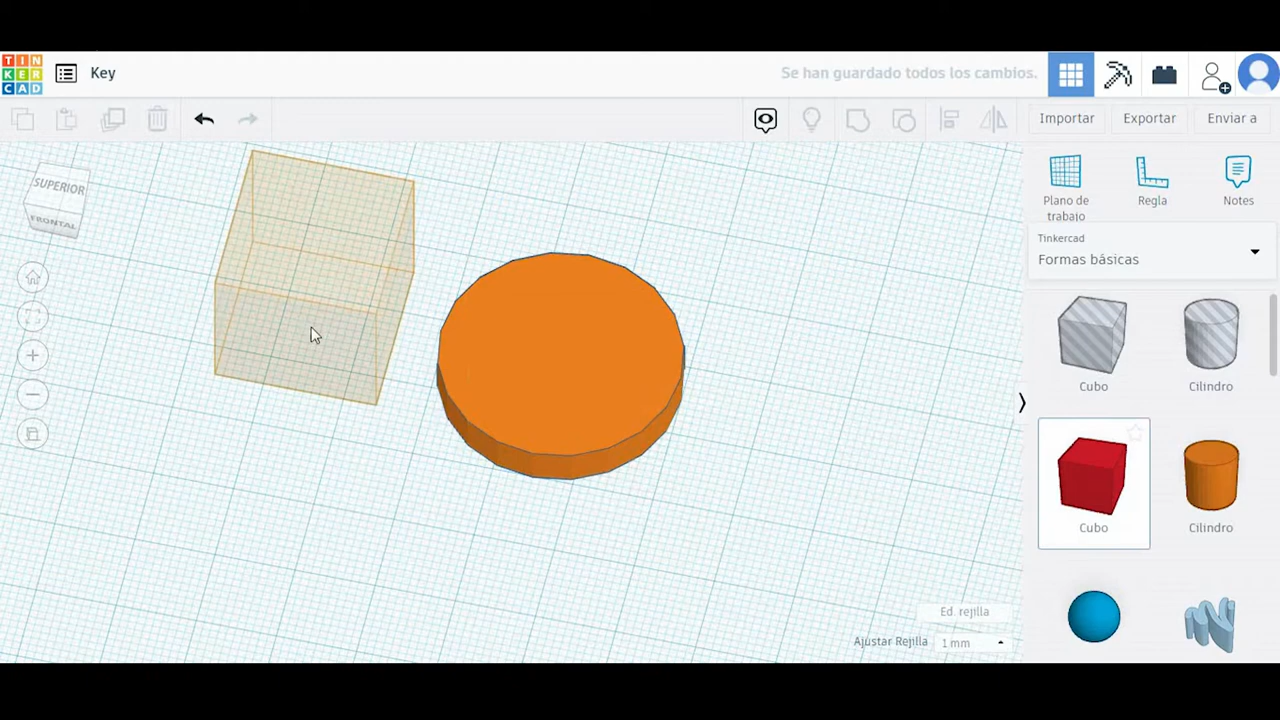 TIN
KER
CAD
Key
Se han guardado todos los cambios.
Importar
Exportar
Enviar a
SUPERIOR
FRONTAL
Plano de
trabajo
Regla
Notes
Tinkercad
Formas básicas
Cubo
Cilindro
Cubo
Cilindro
Ed. rejilla
Ajustar Rejilla
1 mm